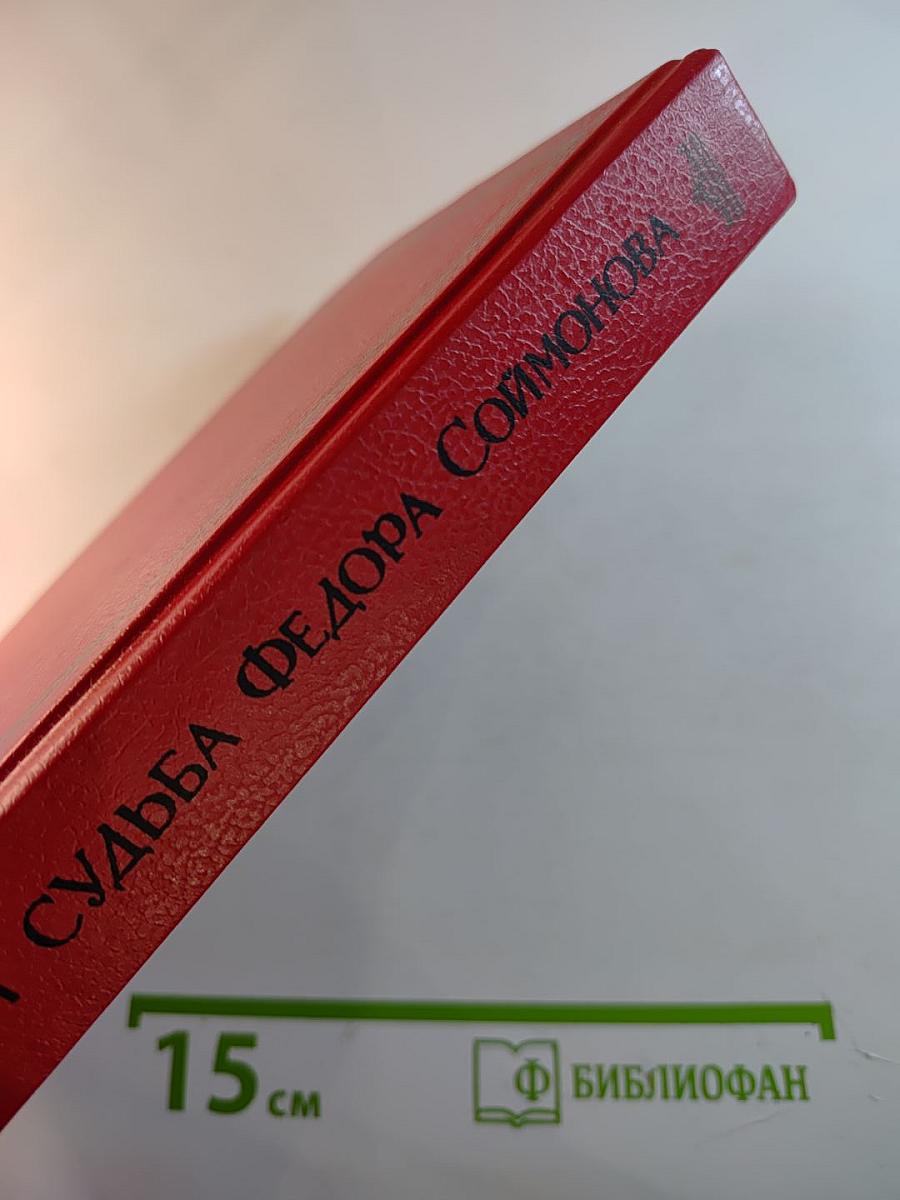 СУДЬБА ФЕДОРА СОЙМОНОВА
15 см
Ф БИБЛИОФАН